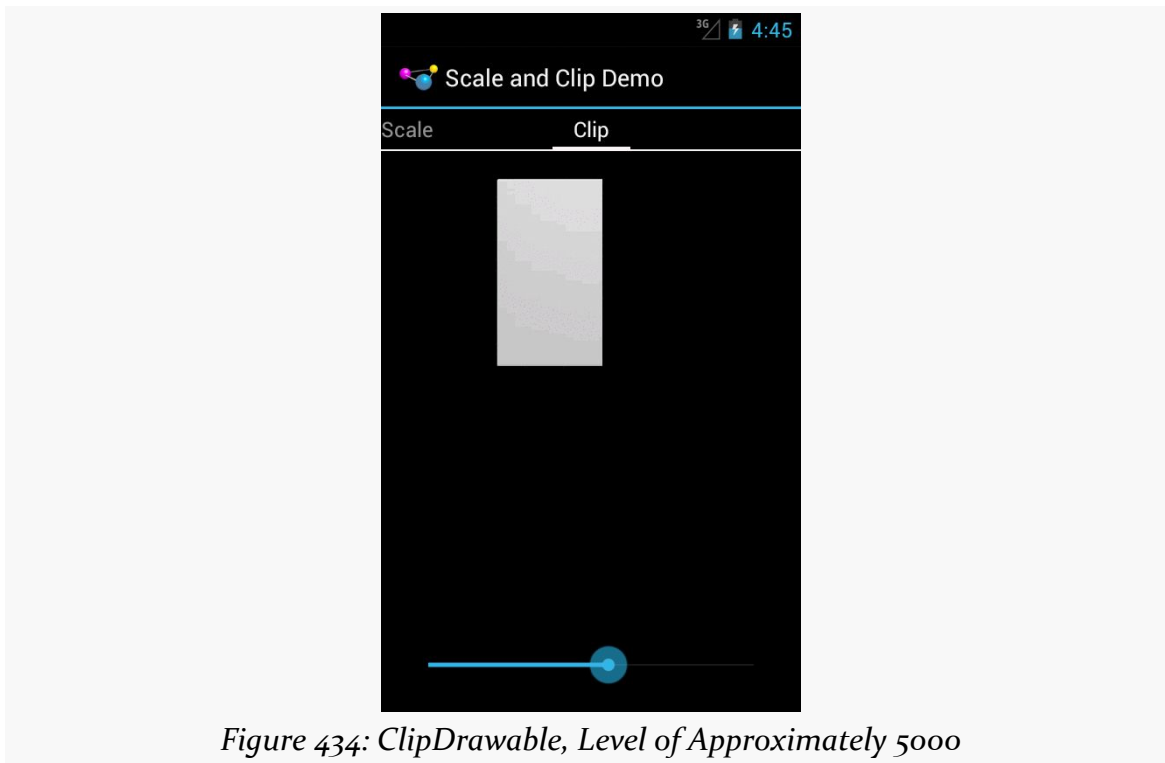 3G 4:45
Scale and Clip Demo
Scale Clip
Figure 434: ClipDrawable, Level of Approximately 5000